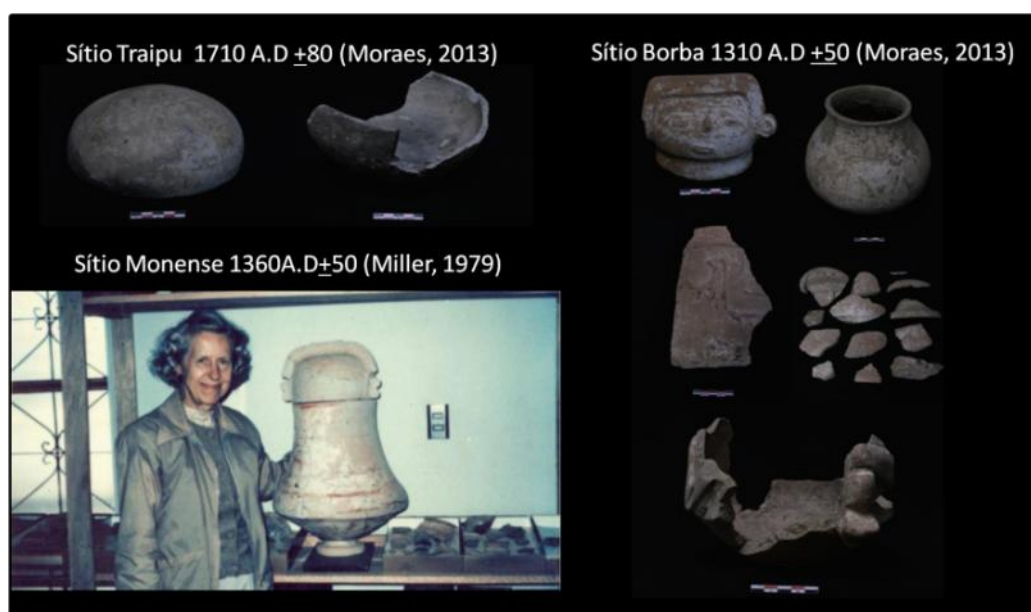 Sítio Traipu 1710 A.D +80 (Moraes, 2013)
Sítio Borba 1310 A.D +50 (Moraes, 2013)
Sítio Monense 1360A.D+50 (Miller, 1979)